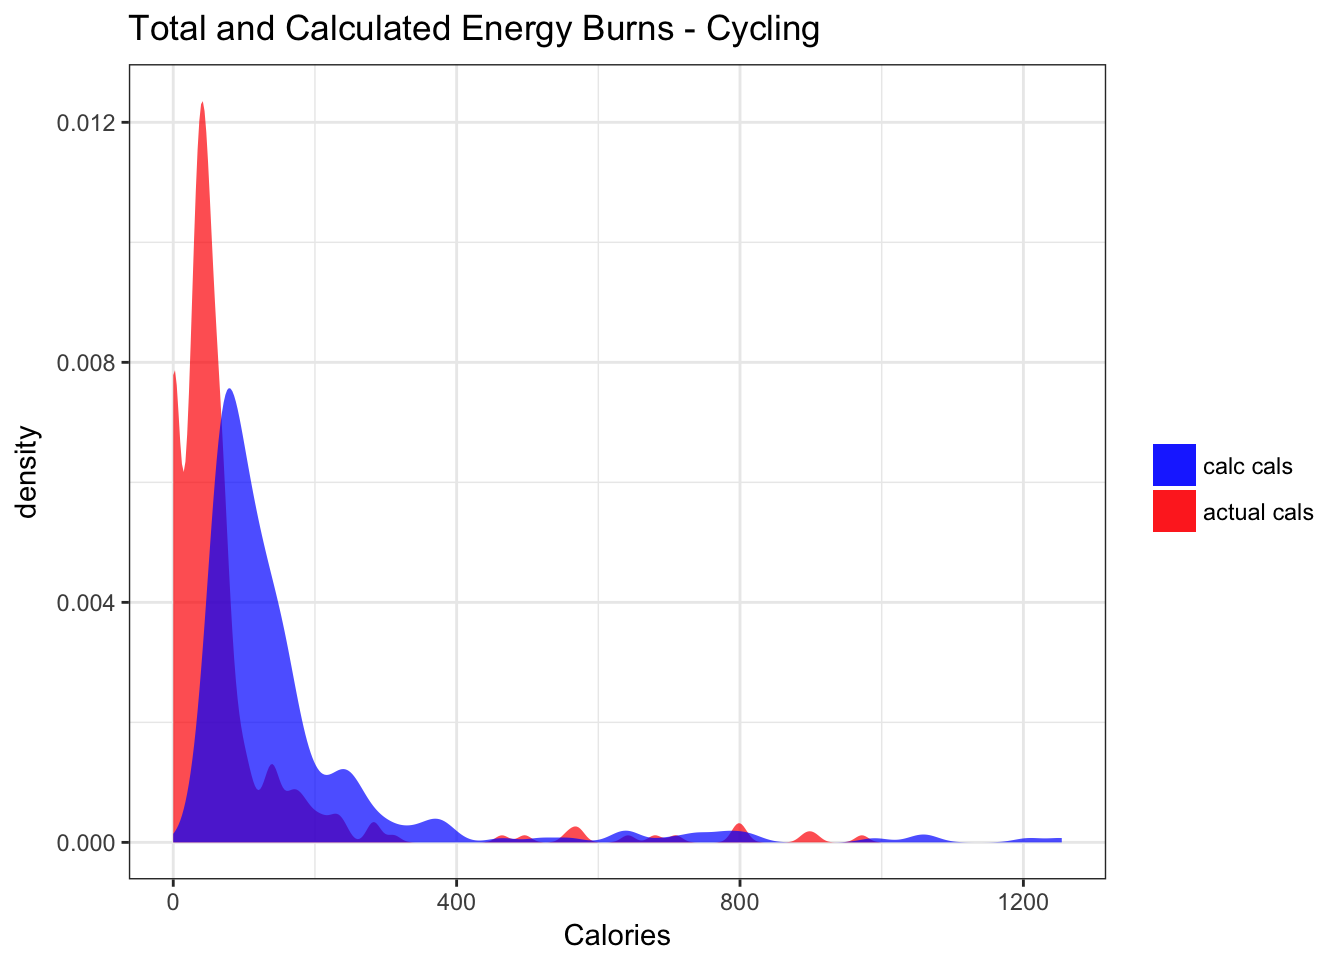 Total and Calculated Energy Burns - Cycling
0.012
0.008
0.004
0.000
density
0
400
800
1200
Calories
calc cals
actual cals